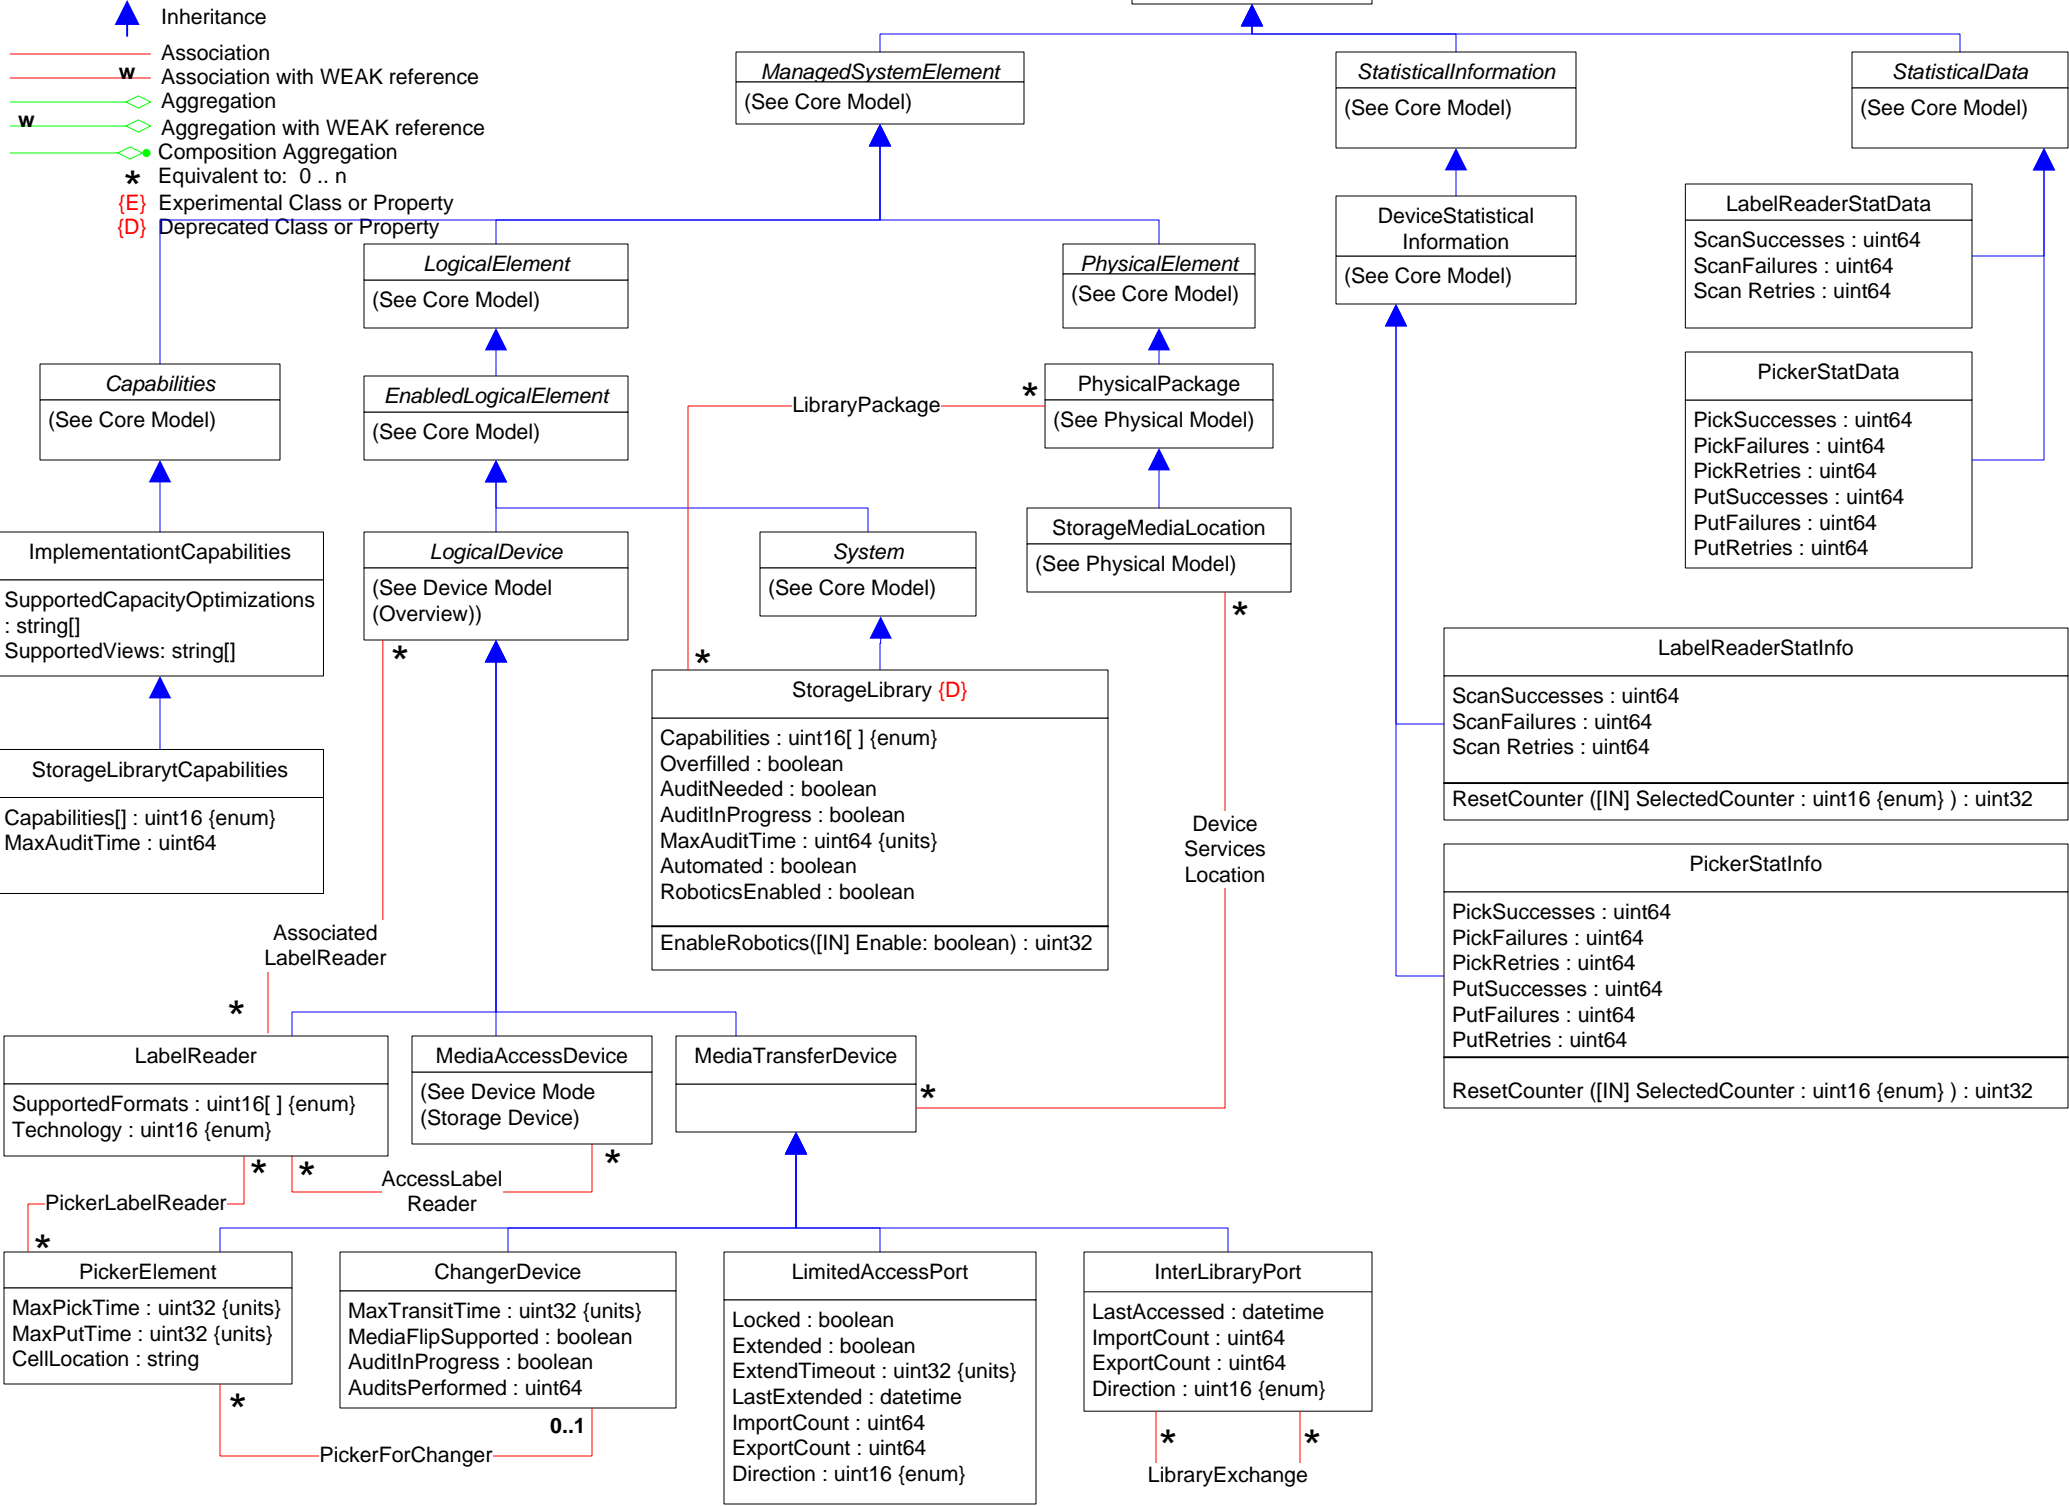 Inheritance
Association
w
Association with WEAK reference
Aggregation
w
Aggregation with WEAK reference
Composition Aggregation
* Equivalent to: 0 .. n
{E} Experimental Class or Property
{D} Deprecated Class or Property
ManagedSystemElement
(See Core Model)
StatisticalInformation
(See Core Model)
StatisticalData
(See Core Model)
LogicalElement
(See Core Model)
PhysicalElement
(See Core Model)
DeviceStatistical
Information
(See Core Model)
LabelReaderStatData
ScanSuccesses : uint64
ScanFailures : uint64
Scan Retries : uint64
Capabilities
(See Core Model)
EnabledLogicalElement
(See Core Model)
LibraryPackage
*
*
PhysicalPackage
(See Physical Model)
PickerStatData
PickSuccesses : uint64
PickFailures : uint64
PickRetries : uint64
PutSuccesses : uint64
PutFailures : uint64
PutRetries : uint64
ImplementationtCapabilities
SupportedCapacityOptimizations
: string[]
SupportedViews: string[]
LogicalDevice
(See Device Model
(Overview))
*
System
(See Core Model)
StorageMediaLocation
(See Physical Model)
*
StorageLibrarytCapabilities
Capabilities[] : uint16 {enum}
MaxAuditTime : uint64
StorageLibrary {D}
Capabilities : uint16[ ] {enum}
Overfilled : boolean
AuditNeeded : boolean
AuditInProgress : boolean
MaxAuditTime : uint64 {units}
Automated : boolean
RoboticsEnabled : boolean
EnableRobotics([IN] Enable: boolean) : uint32
Device
Services
Location
LabelReaderStatInfo
ScanSuccesses : uint64
ScanFailures : uint64
Scan Retries : uint64
ResetCounter ([IN] SelectedCounter : uint16 {enum} ) : uint32
PickerStatInfo
PickSuccesses : uint64
PickFailures : uint64
PickRetries : uint64
PutSuccesses : uint64
PutFailures : uint64
PutRetries : uint64
ResetCounter ([IN] SelectedCounter : uint16 {enum} ) : uint32
Associated
LabelReader
*
LabelReader
SupportedFormats : uint16[ ] {enum}
Technology : uint16 {enum}
MediaAccessDevice
(See Device Mode
(Storage Device)
MediaTransferDevice
*
*
*
*
AccessLabel
Reader
PickerLabelReader
*
PickerElement
MaxPickTime : uint32 {units}
MaxPutTime : uint32 {units}
CellLocation : string
ChangerDevice
MaxTransitTime : uint32 {units}
MediaFlipSupported : boolean
AuditInProgress : boolean
AuditsPerformed : uint64
LimitedAccessPort
Locked : boolean
Extended : boolean
ExtendTimeout : uint32 {units}
LastExtended : datetime
ImportCount : uint64
ExportCount : uint64
Direction : uint16 {enum}
InterLibraryPort
LastAccessed : datetime
ImportCount : uint64
ExportCount : uint64
Direction : uint16 {enum}
*
0..1
PickerForChanger
*
*
LibraryExchange